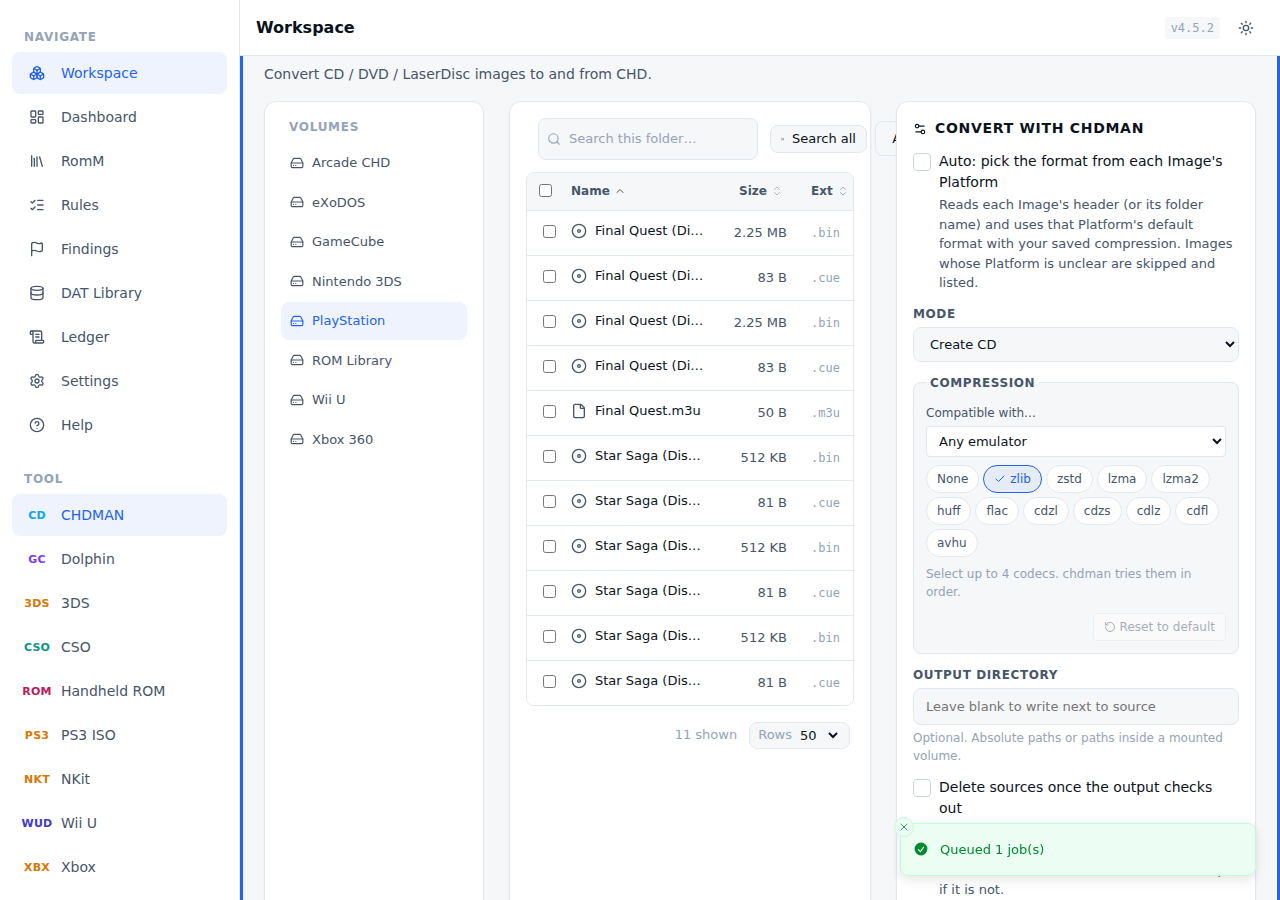 NAVIGATE
Workspace
Dashboard
RomM
Rules
Findings
DAT Library
Ledger
Settings
Help
TOOL
CD CHDMAN
GC Dolphin
3DS 3DS
CSO CSO
ROM Handheld ROM
PS3 PS3 ISO
NKT NKit
WUD Wii U
XBX Xbox
Workspace
v4.5.2
Convert CD / DVD / LaserDisc images to and from CHD.
VOLUMES
Arcade CHD
eXoDOS
GameCube
Nintendo 3DS
PlayStation
ROM Library
Wii U
Xbox 360
Search this folder… Search all
Name Size Ext
Final Quest (Di… 2.25 MB .bin
Final Quest (Di… 83 B .cue
Final Quest (Di… 2.25 MB .bin
Final Quest (Di… 83 B .cue
Final Quest.m3u 50 B .m3u
Star Saga (Dis… 512 KB .bin
Star Saga (Dis… 81 B .cue
Star Saga (Dis… 512 KB .bin
Star Saga (Dis… 81 B .cue
Star Saga (Dis… 512 KB .bin
Star Saga (Dis… 81 B .cue
11 shown Rows 50
CONVERT WITH CHDMAN
Auto: pick the format from each Image's
Platform
Reads each Image's header (or its folder
name) and uses that Platform's default
format with your saved compression. Images
whose Platform is unclear are skipped and
listed.
MODE
Create CD
COMPRESSION
Compatible with…
Any emulator
None zlib zstd lzma lzma2
huff flac cdzl cdzs cdlz cdfl
avhu
Select up to 4 codecs. chdman tries them in
order.
Reset to default
OUTPUT DIRECTORY
Leave blank to write next to source
Optional. Absolute paths or paths inside a mounted
volume.
Delete sources once the output checks
out
Queued 1 job(s)
if it is not.